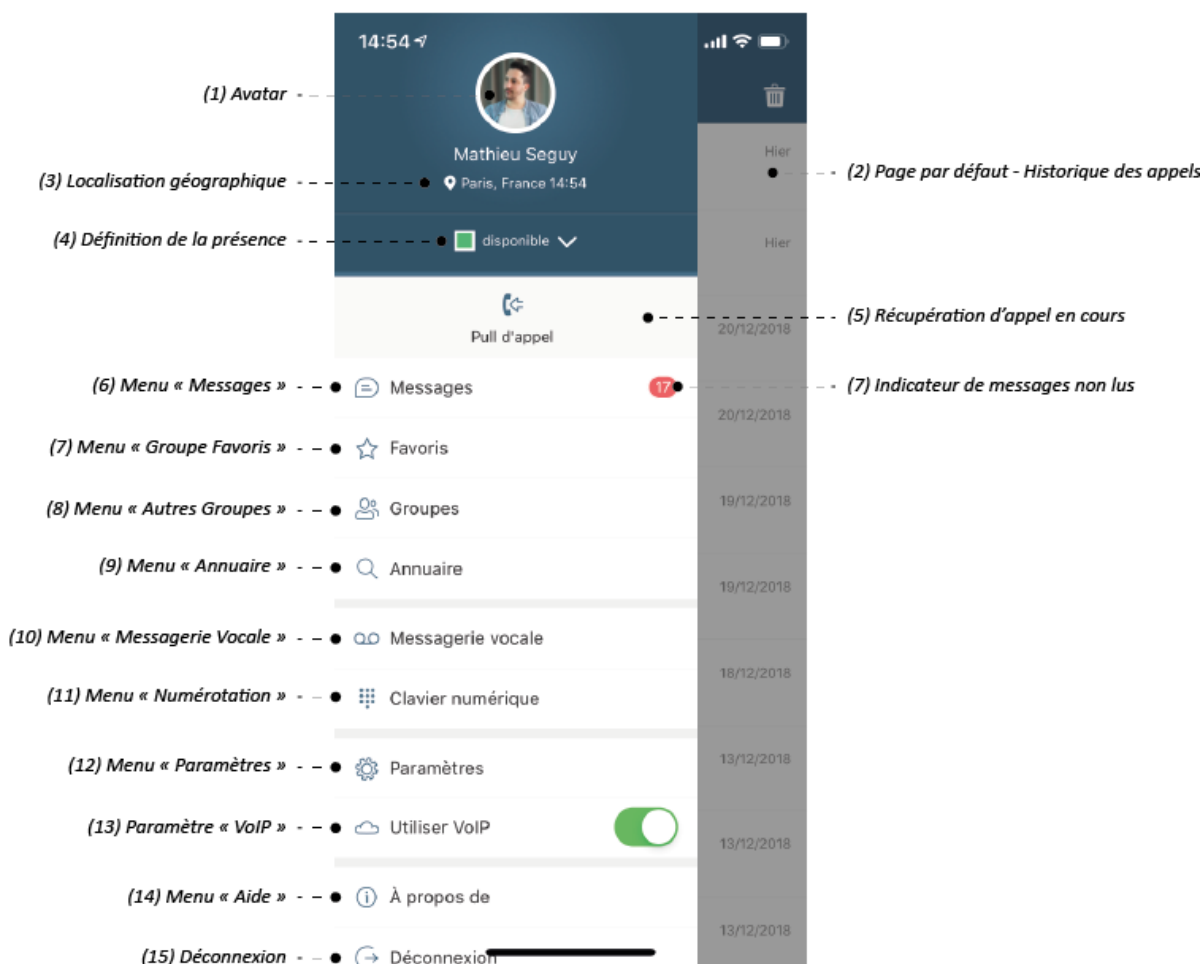 14:54
(1) Avatar
Mathieu Seguy
Hier
(2) Page par défaut - Historique des appels
(3) Localisation géographique
Paris, France 14:54
(4) Définition de la présence
disponible
Hier
Pull d'appel
(5) Récupération d'appel en cours
20/12/2018
(6) Menu « Messages »
Messages
17
(7) Indicateur de messages non lus
20/12/2018
(7) Menu « Groupe Favoris »
Favoris
(8) Menu « Autres Groupes »
Groupes
19/12/2018
(9) Menu « Annuaire »
Annuaire
19/12/2018
(10) Menu « Messagerie Vocale »
Messagerie vocale
18/12/2018
(11) Menu « Numérotation »
Clavier numérique
(12) Menu « Paramètres »
Paramètres
13/12/2018
(13) Paramètre « VoIP »
Utiliser VoIP
13/12/2018
(14) Menu « Aide »
À propos de
13/12/2018
(15) Déconnexion
Déconnexion